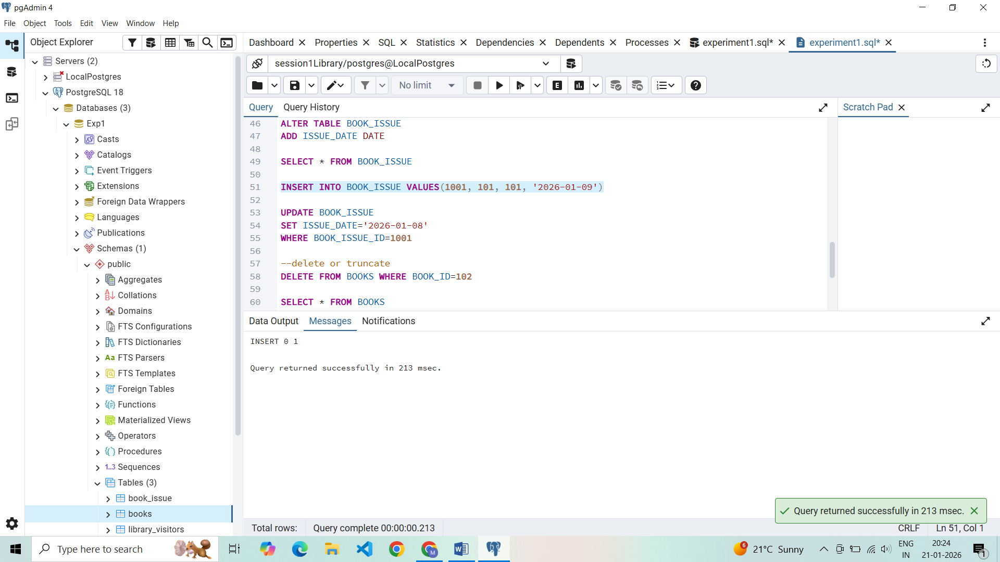 pgAdmin 4
File Object Tools Edit View Window Help
Object Explorer
Dashboard Properties SQL Statistics Dependencies Dependents Processes experiment1.sql* experiment1.sql*
Servers (2)
LocalPostgres
PostgreSQL 18
Databases (3)
Exp1
Casts
Catalogs
Event Triggers
Extensions
Foreign Data Wrappers
Languages
Publications
Schemas (1)
public
Aggregates
Collations
Domains
FTS Configurations
FTS Dictionaries
Aa FTS Parsers
FTS Templates
Foreign Tables
Functions
Materialized Views
Operators
Procedures
1..3 Sequences
Tables (3)
book_issue
books
library_visitors
session1Library/postgres@LocalPostgres
No limit
E
Query Query History
Scratch Pad
46 ALTER TABLE BOOK_ISSUE
47 ADD ISSUE_DATE DATE
48
49 SELECT * FROM BOOK_ISSUE
50
51 INSERT INTO BOOK_ISSUE VALUES(1001, 101, 101, '2026-01-09')
52
53 UPDATE BOOK_ISSUE
54 SET ISSUE_DATE='2026-01-08'
55 WHERE BOOK_ISSUE_ID=1001
56
57 --delete or truncate
58 DELETE FROM BOOKS WHERE BOOK_ID=102
59
60 SELECT * FROM BOOKS
Data Output Messages Notifications
INSERT 0 1
Query returned successfully in 213 msec.
Query returned successfully in 213 msec.
Total rows: Query complete 00:00:00.213
CRLF Ln 51, Col 1
Type here to search
M
6
21°C Sunny
ENG
IN
20:24
21-01-2026
1